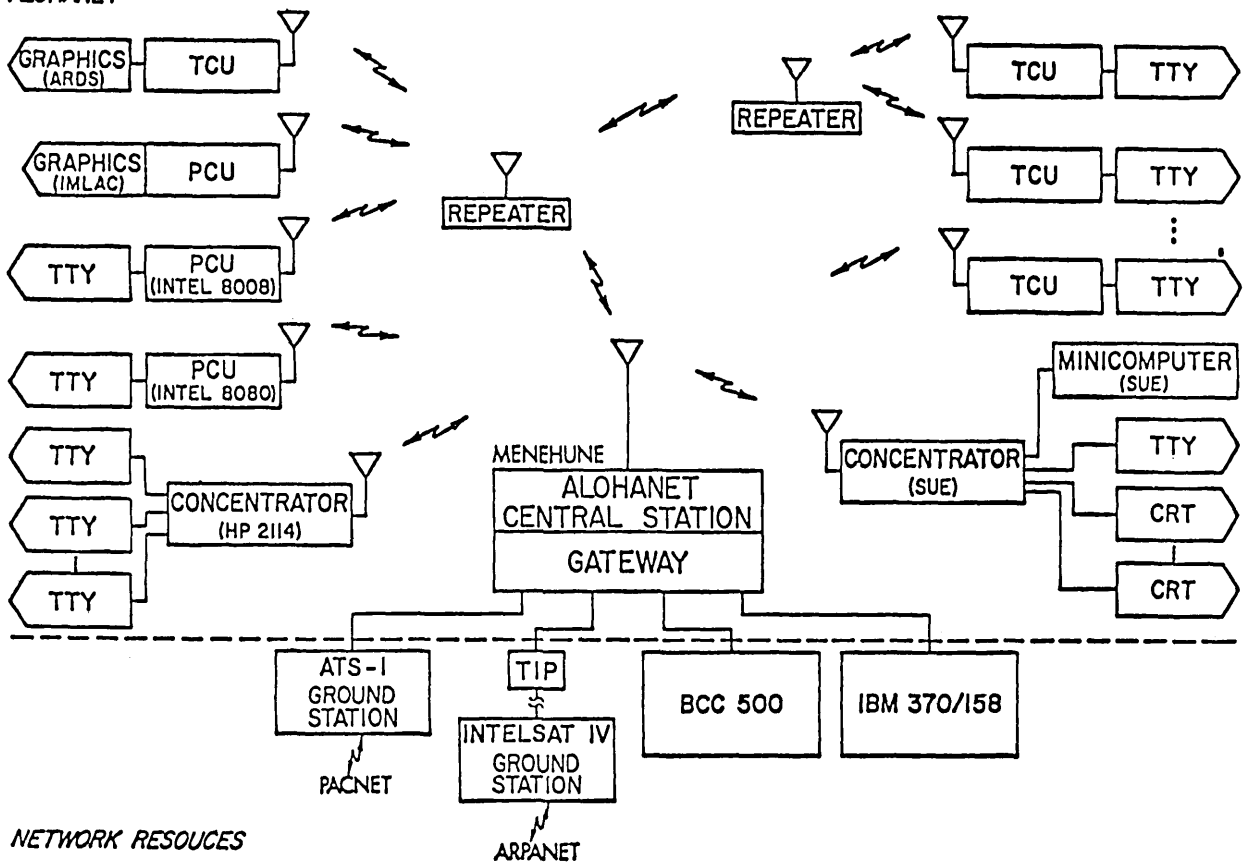 GRAPHICS
(ARDS)
TCU
GRAPHICS
(IMLAC)
PCU
TTY
PCU
(INTEL 8008)
TTY
PCU
(INTEL 8080)
TTY
TTY
TTY
CONCENTRATOR
(HP 2114)
REPEATER
REPEATER
TCU
TTY
TCU
TTY
TCU
TTY
MINICOMPUTER
(SUE)
CONCENTRATOR
(SUE)
TTY
CRT
CRT
MENEHUNE
ALOHANET
CENTRAL STATION
GATEWAY
ATS-I
GROUND
STATION
PACNET
TIP
INTELSAT IV
GROUND
STATION
ARPANET
BCC 500
IBM 370/158
NETWORK RESOUCES